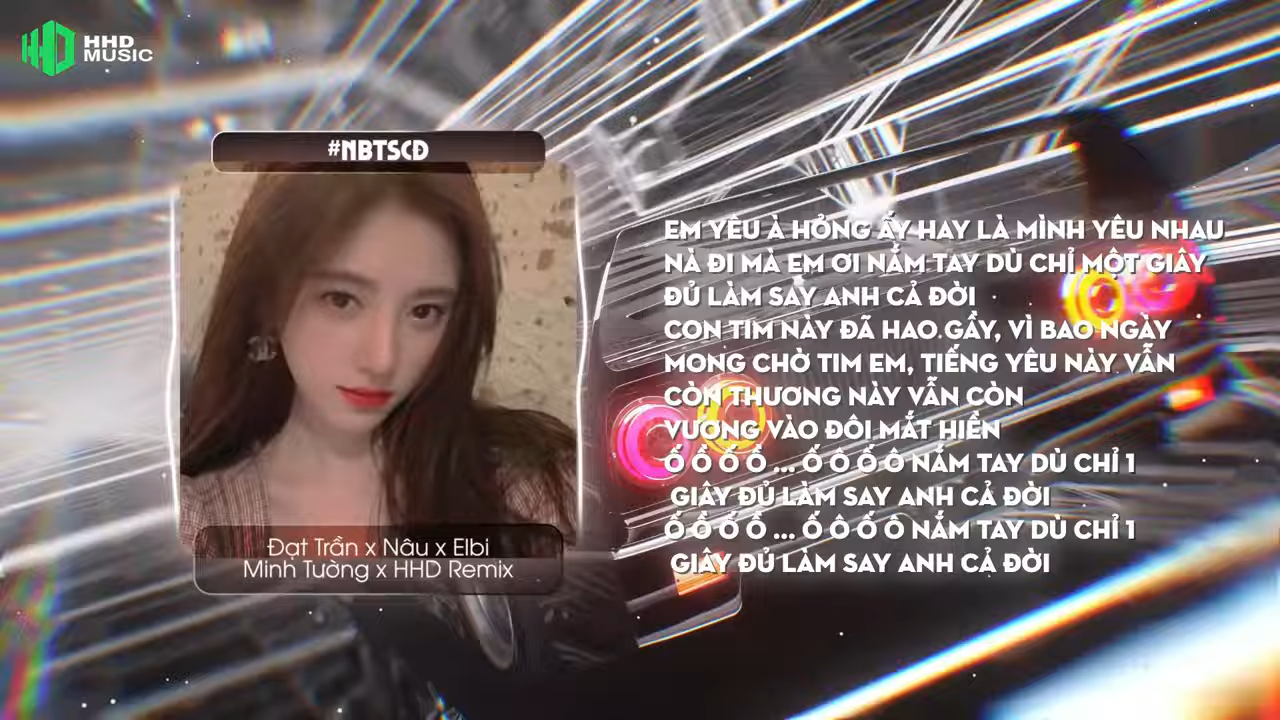 HHD
MUSIC
#NBTSCĐ
EM YÊU À HỔNG ẤY HAY LÀ MÌNH YÊU NHAU
NÀ ĐI MÀ EM ƠI NẮM TAY DÙ CHỈ MỘT GIÂY
ĐỦ LÀM SAY ANH CẢ ĐỜI
CON TIM NÀY ĐÃ HAO GẦY, VÌ BAO NGÀY
MONG CHỜ TIM EM, TIẾNG YÊU NÀY VẪN
CÒN THƯƠNG NÀY VẪN CÒN
VƯƠNG VÀO ĐÔI MẮT HIỀN
Ố Ồ Ố Ồ ... Ố Ô Ố Ô NẮM TAY DÙ CHỈ 1
GIÂY ĐỦ LÀM SAY ANH CẢ ĐỜI
Ố Ồ Ố Ồ ... Ố Ô Ố Ô NẮM TAY DÙ CHỈ 1
GIÂY ĐỦ LÀM SAY ANH CẢ ĐỜI
Đạt Trần x Nâu x Elbi
Minh Tường x HHD Remix